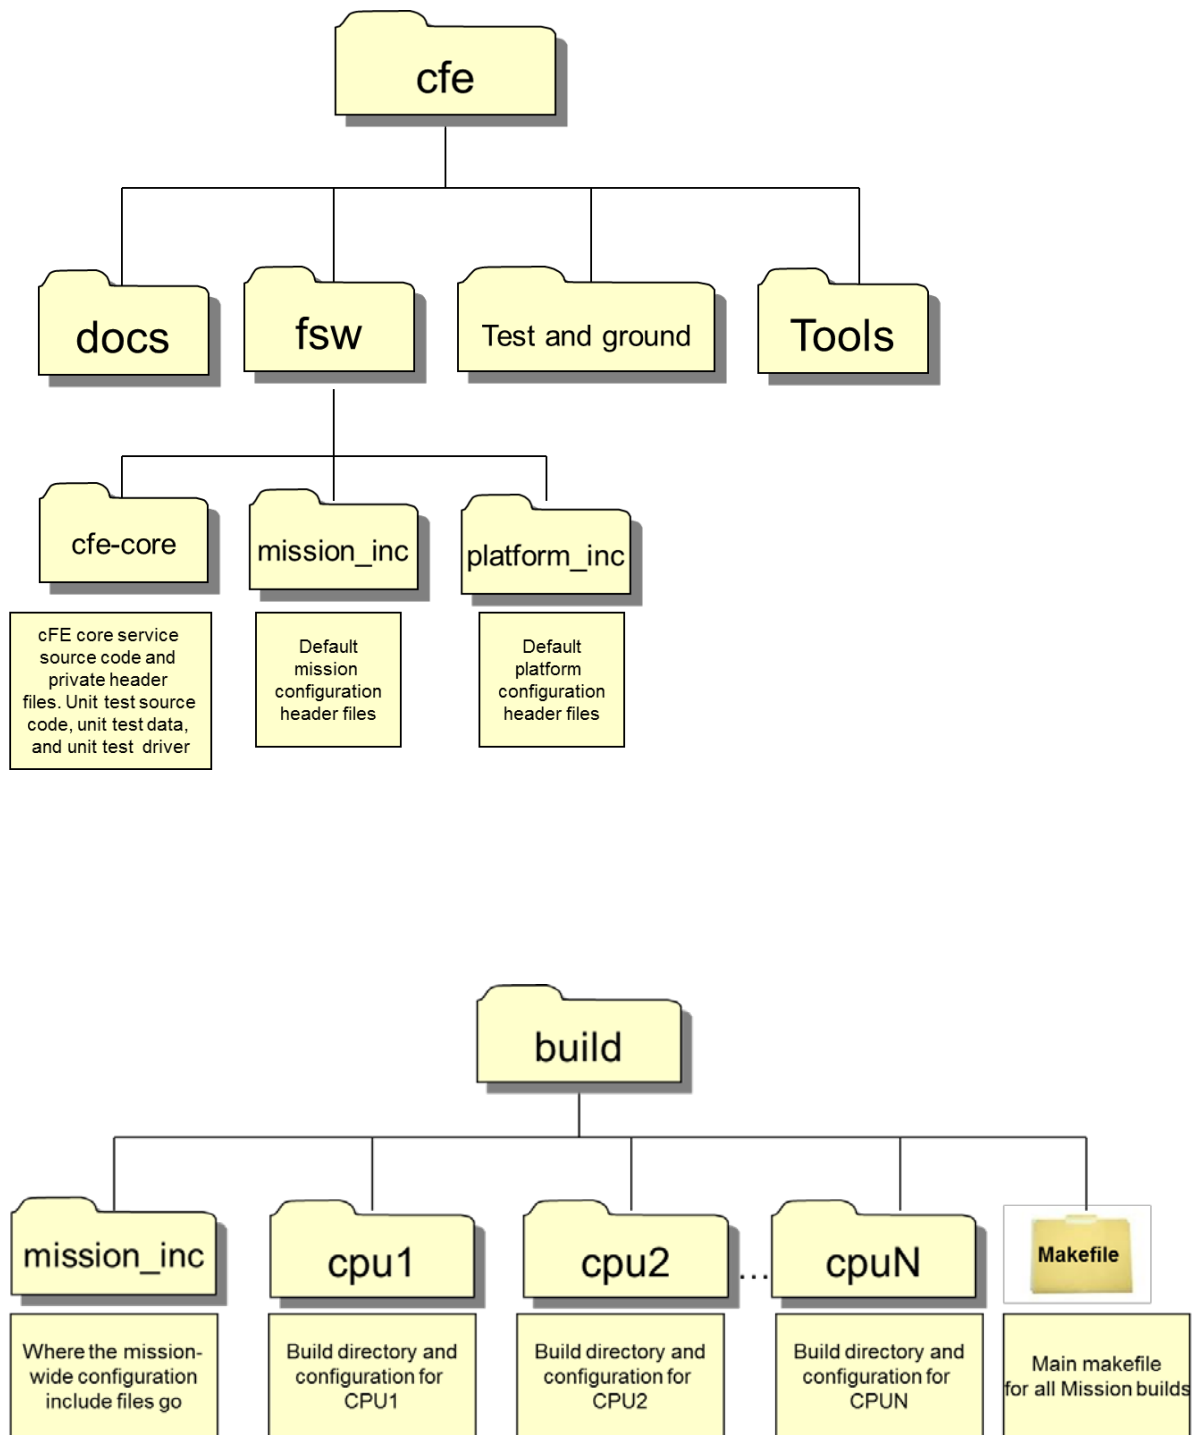 cfe
docs
fsw
Test and ground
Tools
cfe-core
mission_inc
platform_inc
cFE core service
source code and
private header
files. Unit test source
code, unit test data,
and unit test driver
Default
mission
configuration
header files
Default
platform
configuration
header files
build
mission_inc
cpu1
cpu2
...
cpuN
Makefile
Where the mission-
wide configuration
include files go
Build directory and
configuration for
CPU1
Build directory and
configuration for
CPU2
Build directory and
configuration for
CPUN
Main makefile
for all Mission builds